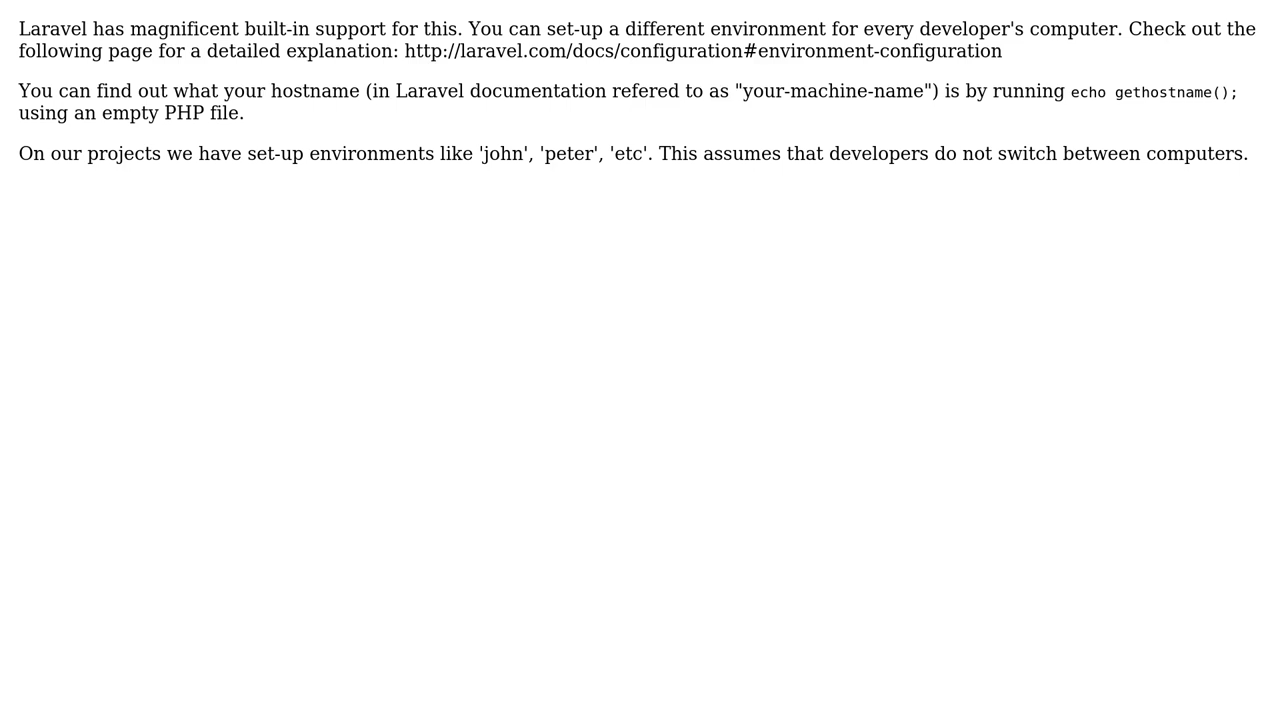 Laravel has magnificent built-in support for this. You can set-up a different environment for every developer's computer. Check out the
following page for a detailed explanation: http://laravel.com/docs/configuration#environment-configuration
You can find out what your hostname (in Laravel documentation refered to as "your-machine-name") is by running echo gethostname();
using an empty PHP file.
On our projects we have set-up environments like 'john', 'peter', 'etc'. This assumes that developers do not switch between computers.